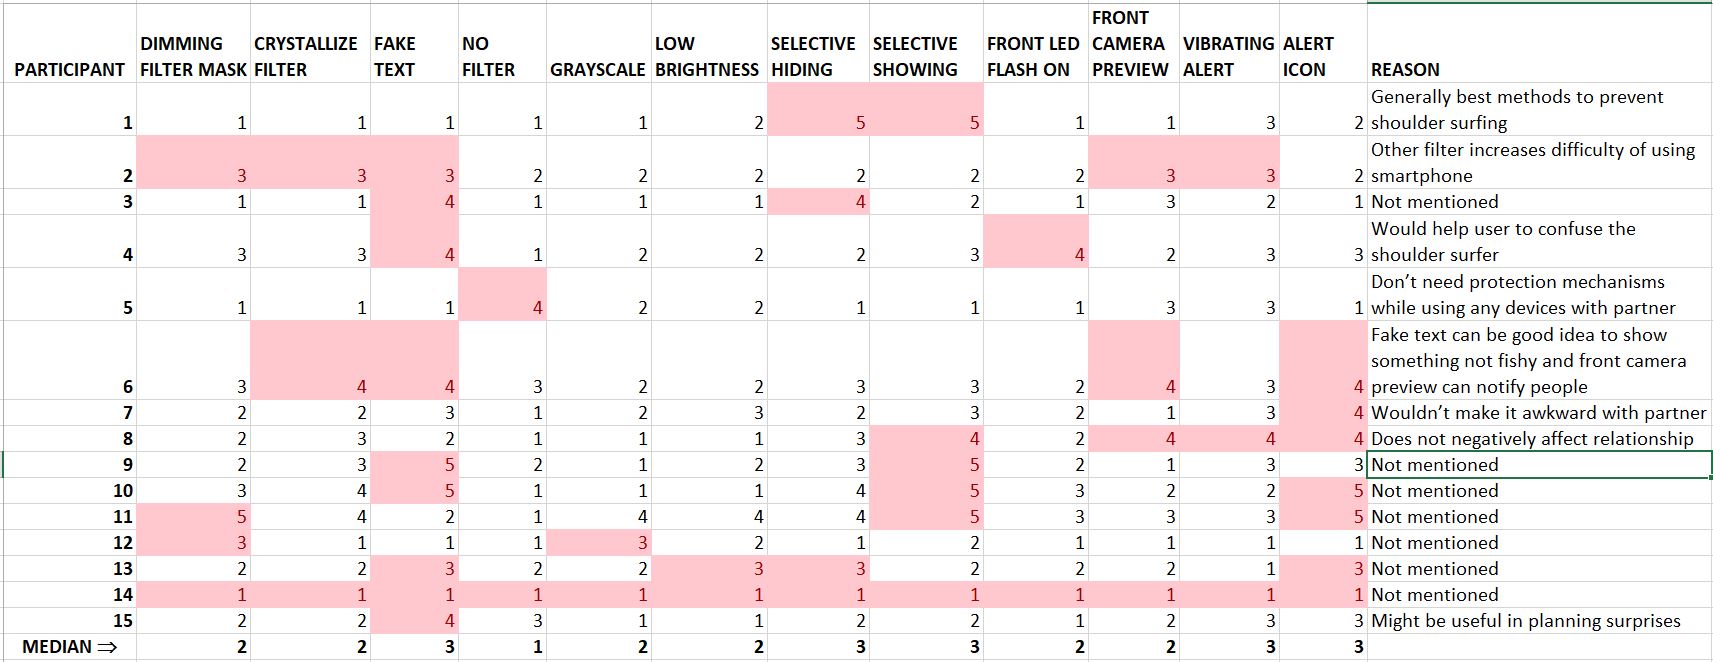 PARTICIPANT DIMMING FILTER MASK CRYSTALLIZE FILTER FAKE TEXT NO FILTER GRAYSCALE LOW BRIGHTNESS SELECTIVE HIDING SELECTIVE SHOWING FRONT LED FLASH ON FRONT CAMERA PREVIEW VIBRATING ALERT ALERT ICON REASON
1 1 1 1 1 1 2 5 5 1 1 3 2 Generally best methods to prevent
shoulder surfing
2 3 3 3 2 2 2 2 2 2 3 3 2 Other filter increases difficulty of using
smartphone
3 1 1 4 1 1 1 4 2 1 3 2 1 Not mentioned
4 3 3 4 1 2 2 2 3 4 2 3 3 Would help user to confuse the
shoulder surfer
5 1 1 1 4 2 2 1 1 1 3 3 1 Don’t need protection mechanisms
while using any devices with partner
6 3 4 4 3 2 2 3 3 2 4 3 4 Fake text can be good idea to show
something not fishy and front camera
preview can notify people
7 2 2 3 1 2 3 2 3 2 1 3 4 Wouldn’t make it awkward with partner
8 2 3 2 1 1 1 3 4 2 4 4 4 Does not negatively affect relationship
9 2 3 5 2 1 2 3 5 2 1 3 3 Not mentioned
10 3 4 5 1 1 1 4 5 3 2 2 5 Not mentioned
11 5 4 2 1 4 4 4 5 3 3 3 5 Not mentioned
12 3 1 1 1 3 2 1 2 1 1 1 1 Not mentioned
13 2 2 3 2 2 3 3 2 2 2 1 3 Not mentioned
14 1 1 1 1 1 1 1 1 1 1 1 1 Not mentioned
15 2 2 4 3 1 1 2 2 1 2 3 3 Might be useful in planning surprises
MEDIAN ⇒ 2 2 3 1 2 2 3 3 2 2 3 3